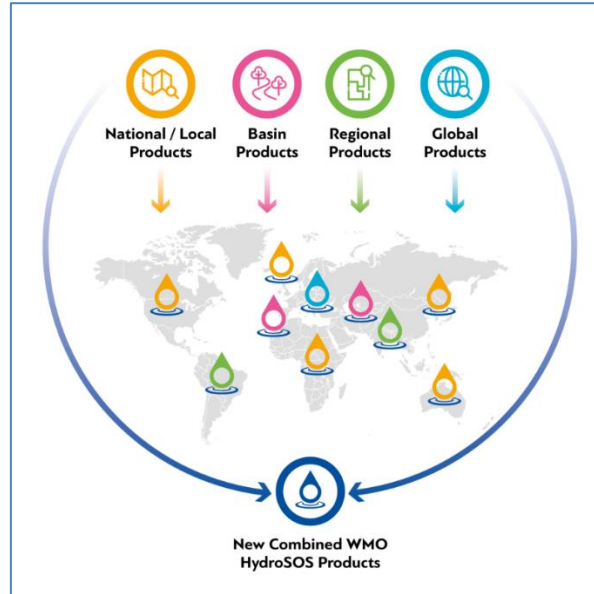 National / Local
Products
Basin
Products
Regional
Products
Global
Products
New Combined WMO
HydroSOS Products